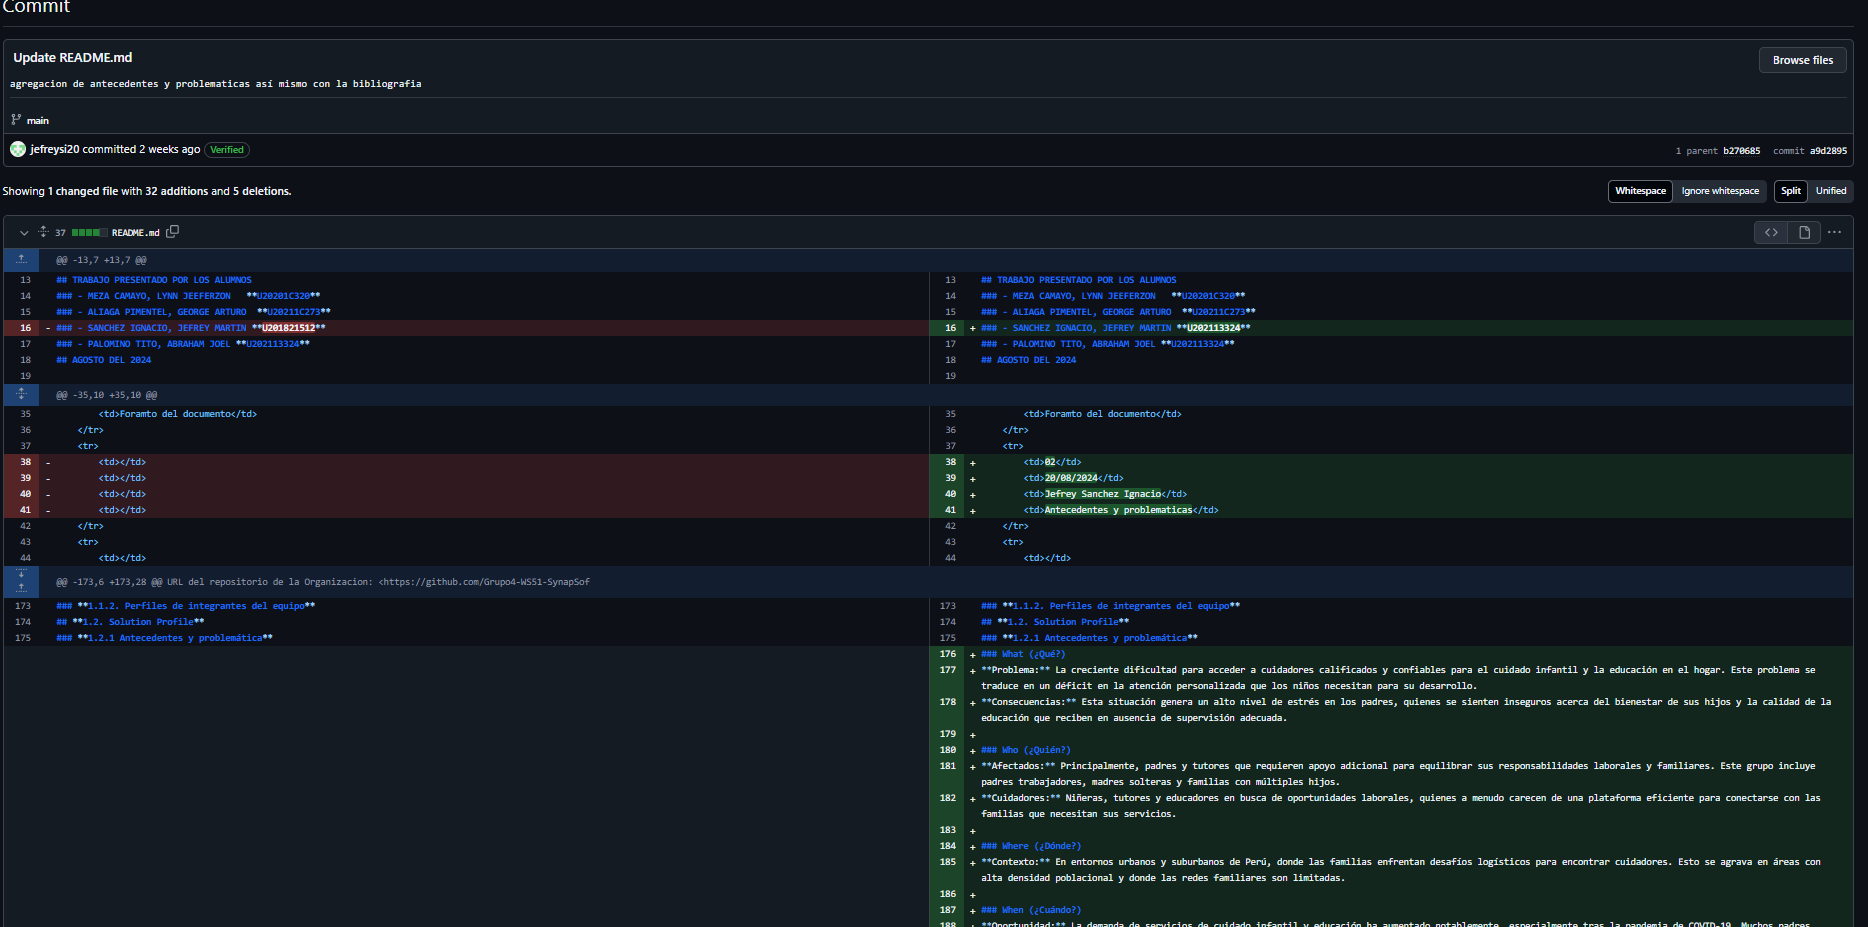 Commit
Update README.md
Browse files
agregacion de antecedentes y problematicas así mismo con la bibliografia
main
jefreysi20 committed 2 weeks ago Verified
1 parent b270685 commit a9d2895
Showing 1 changed file with 32 additions and 5 deletions.
Whitespace Ignore whitespace Split Unified
37 README.md
@@ -13,7 +13,7 @@
13 ## TRABAJO PRESENTADO POR LOS ALUMNOS
14 ### - MEZA CAMAYO, LYNN JEEFERZON **U20201C320**
15 ### - ALIAGA PIMENTEL, GEORGE ARTURO **U20211C273**
16 - ### - SANCHEZ IGNACIO, JEFREY MARTIN **U201821512**
17 ### - PALOMINO TITO, ABRAHAM JOEL **U202113324**
18 ## AGOSTO DEL 2024
19
13 ## TRABAJO PRESENTADO POR LOS ALUMNOS
14 ### - MEZA CAMAYO, LYNN JEEFERZON **U20201C320**
15 ### - ALIAGA PIMENTEL, GEORGE ARTURO **U20211C273**
16 + ### - SANCHEZ IGNACIO, JEFREY MARTIN **U202113324**
17 ### - PALOMINO TITO, ABRAHAM JOEL **U202113324**
18 ## AGOSTO DEL 2024
19
@@ -35,10 +35,10 @@
35 <td>Foramto del documento</td>
36 </tr>
37 <tr>
38 - <td></td>
39 - <td></td>
40 - <td></td>
41 - <td></td>
42 </tr>
43 <tr>
44 <td></td>
35 <td>Foramto del documento</td>
36 </tr>
37 <tr>
38 + <td>02</td>
39 + <td>20/08/2024</td>
40 + <td>Jefrey Sanchez Ignacio</td>
41 + <td>Antecedentes y problematicas</td>
42 </tr>
43 <tr>
44 <td></td>
@@ -173,6 +173,28 @@ URL del repositorio de la Organizacion: <https://github.com/Grupo4-WS51-SynapSof
173 ### **1.1.2. Perfiles de integrantes del equipo**
174 ## **1.2. Solution Profile**
175 ### **1.2.1 Antecedentes y problemática**
173 ### **1.1.2. Perfiles de integrantes del equipo**
174 ## **1.2. Solution Profile**
175 ### **1.2.1 Antecedentes y problemática**
176 + ### What (¿Qué?)
177 + **Problema:** La creciente dificultad para acceder a cuidadores calificados y confiables para el cuidado infantil y la educación en el hogar. Este problema se
traduce en un déficit en la atención personalizada que los niños necesitan para su desarrollo.
178 + **Consecuencias:** Esta situación genera un alto nivel de estrés en los padres, quienes se sienten inseguros acerca del bienestar de sus hijos y la calidad de la
educación que reciben en ausencia de supervisión adecuada.
179 +
180 + ### Who (¿Quién?)
181 + **Afectados:** Principalmente, padres y tutores que requieren apoyo adicional para equilibrar sus responsabilidades laborales y familiares. Este grupo incluye
padres trabajadores, madres solteras y familias con múltiples hijos.
182 + **Cuidadores:** Niñeras, tutores y educadores en busca de oportunidades laborales, quienes a menudo carecen de una plataforma eficiente para conectarse con las
familias que necesitan sus servicios.
183 +
184 + ### Where (¿Dónde?)
185 + **Contexto:** En entornos urbanos y suburbanos de Perú, donde las familias enfrentan desafíos logísticos para encontrar cuidadores. Esto se agrava en áreas con
alta densidad poblacional y donde las redes familiares son limitadas.
186 +
187 + ### When (¿Cuándo?)
188 + **Oportunidad:** La demanda de servicios de cuidado infantil y educación ha aumentado notablemente, especialmente tras la pandemia de COVID-19. Muchos padres